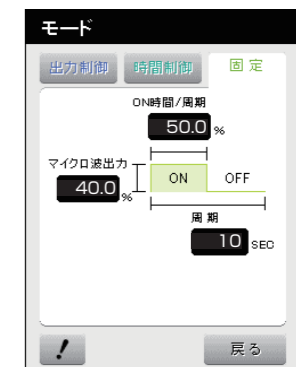 モード
出力制御 時間制御 固定
ON時間/周期
50.0 %
マイクロ波出力
40.0 %
ON OFF
周期
10 SEC
! 戻る